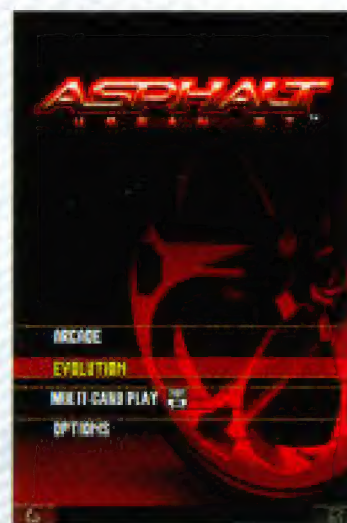 ASPHALT
URBAN GT
ARCADE
EVOLUTION
MULTI-CARD PLAY
OPTIONS